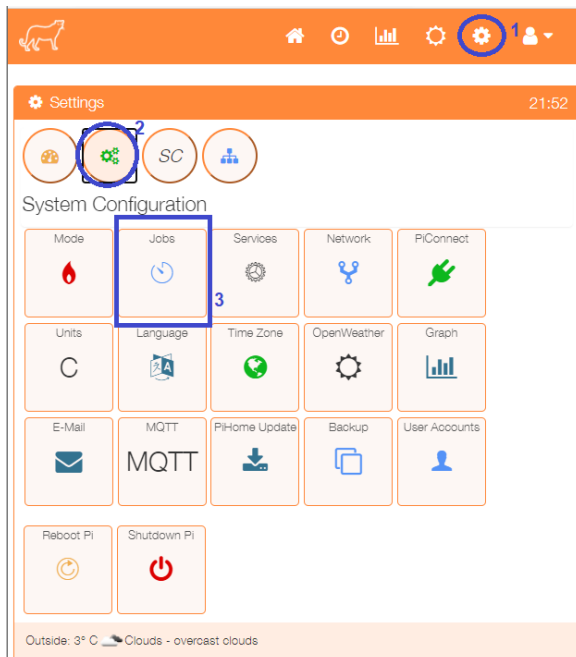 1
Settings 21:52
2
SC
System Configuration
Mode Jobs Services Network PiConnect
3
Units Language Time Zone OpenWeather Graph
C
E-Mail MQTT PiHome Update Backup User Accounts
MQTT
Reboot Pi Shutdown Pi
Outside: 3° C Clouds - overcast clouds